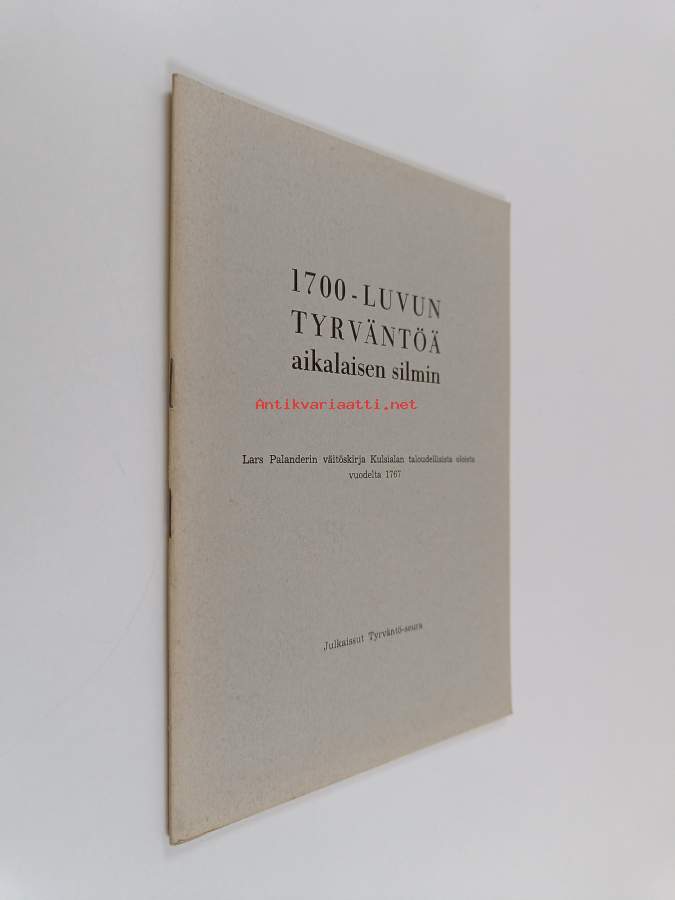 1700-LUVUN
TYRVÄNTÖÄ
aikalaisen silmin
Antikvariaatti.net
Lars Palanderin väitöskirja Kulsialan taloudellisista oloista
vuodelta 1767
Julkaissut Tyrväntö-seura